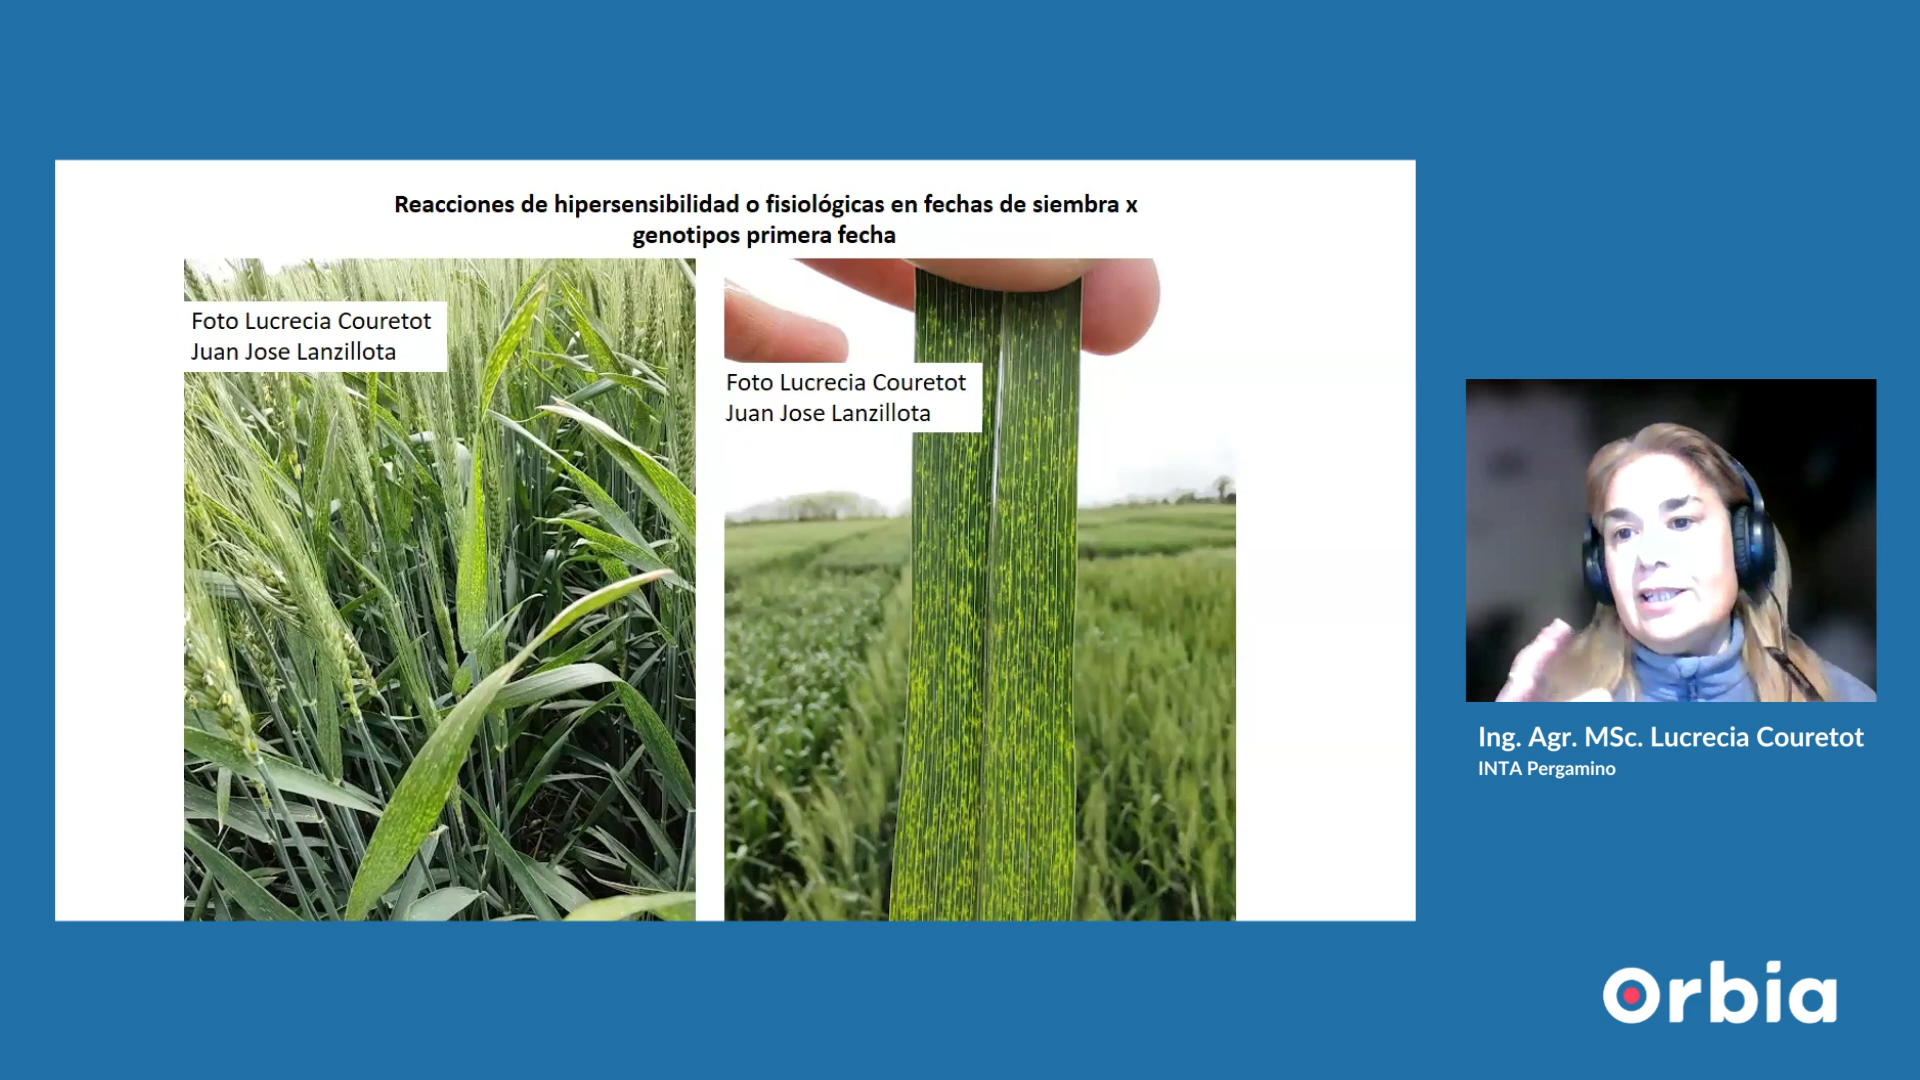 Reacciones de hipersensibilidad o fisiológicas en fechas de siembra x
genotipos primera fecha
Foto Lucrecia Couretot
Juan Jose Lanzillota
Foto Lucrecia Couretot
Juan Jose Lanzillota
Ing. Agr. MSc. Lucrecia Couretot
INTA Pergamino
Orbia